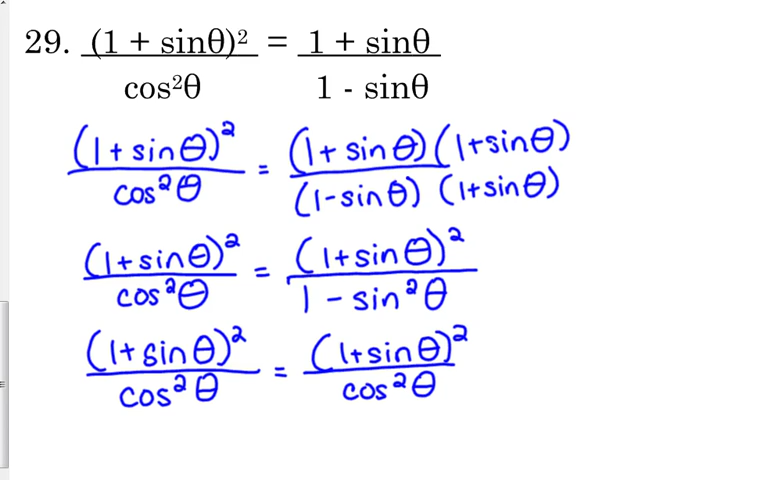 29. (1 + sinθ)² = 1 + sinθ
cos²θ 1 - sinθ
(1+sinθ)² = (1+sinθ)(1+sinθ)
cos²θ (1-sinθ) (1+sinθ)
(1+sinθ)² = (1+sinθ)²
cos²θ 1-sin²θ
(1+sinθ)² = (1+sinθ)²
cos²θ cos²θ